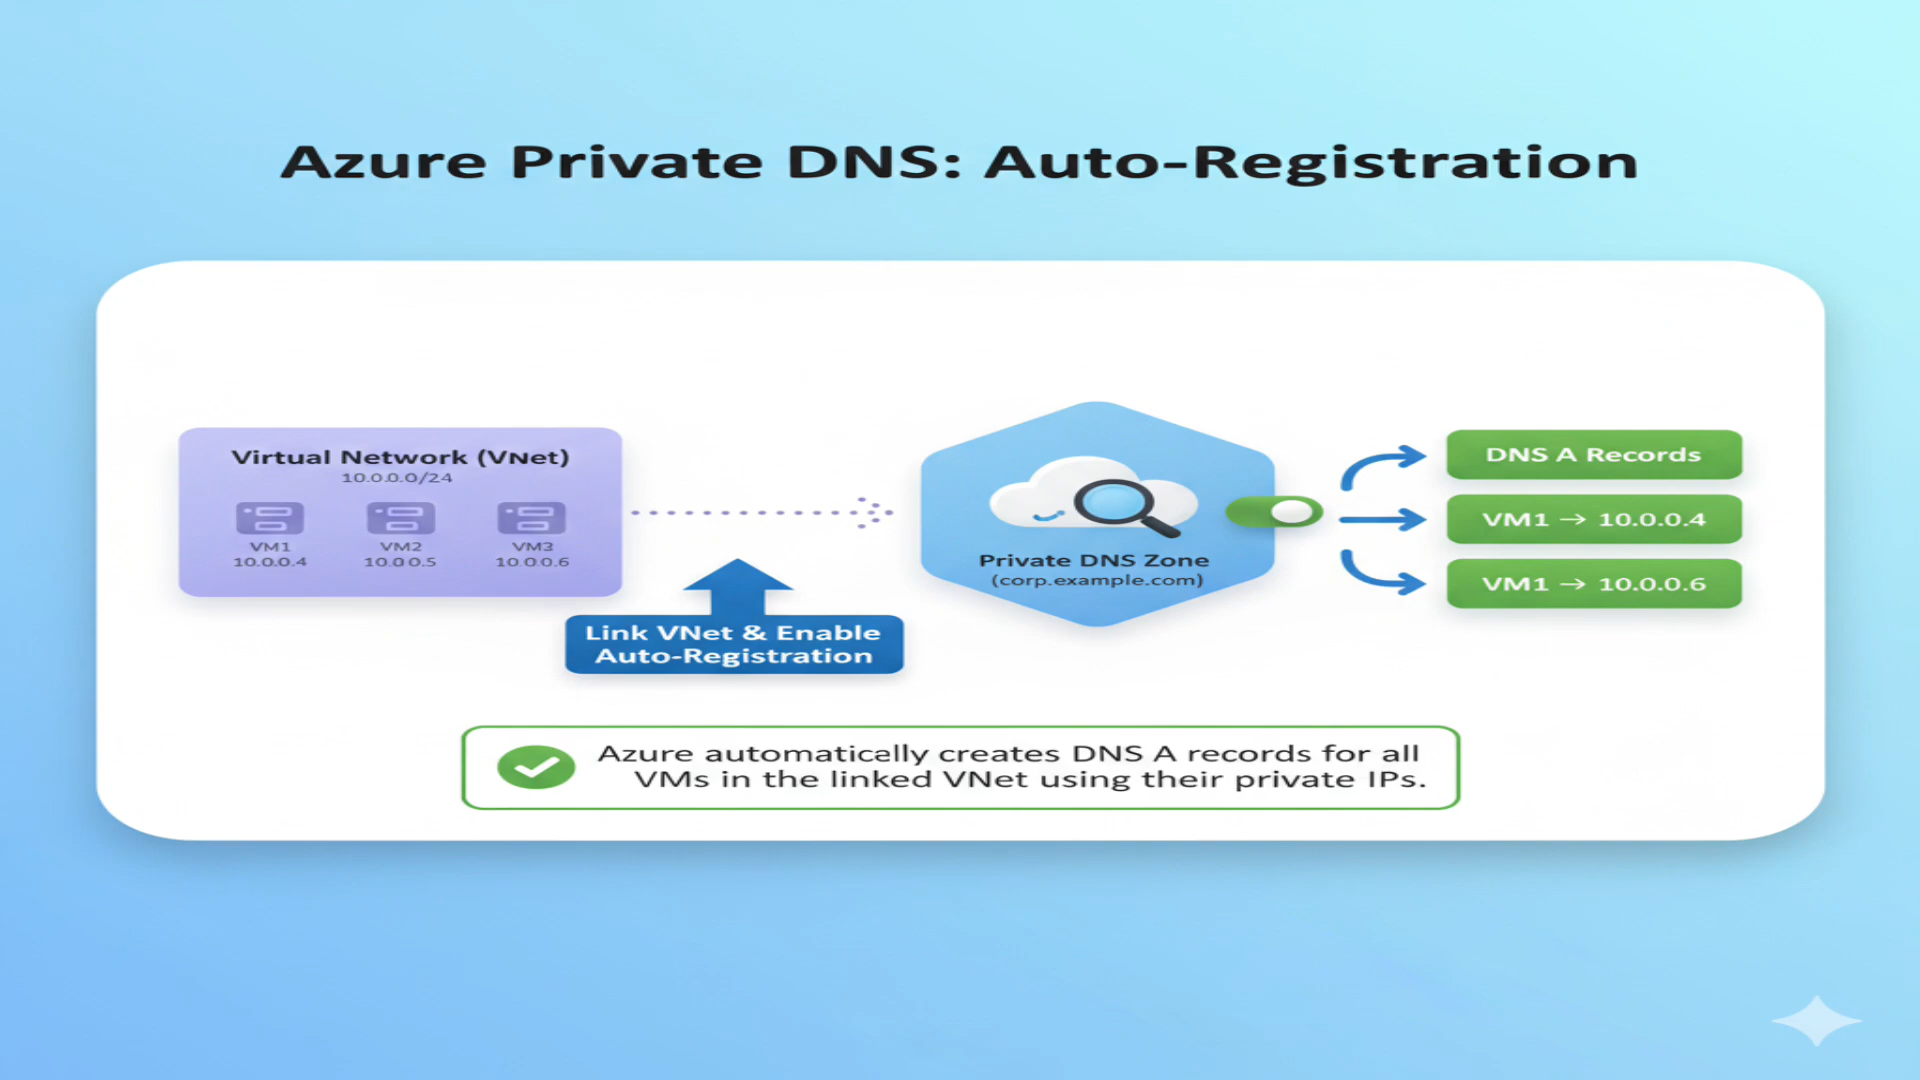 Azure Private DNS: Auto-Registration
Virtual Network (VNet)
10.0.0.0/24
VM1
10.0.0.4
VM2
10.0 0.5
VM3
10.0.0.6
Link VNet & Enable
Auto-Registration
Private DNS Zone
(corp.example.com)
DNS A Records
VM1 → 10.0.0.4
VM1 → 10.0.0.6
Azure automatically creates DNS A records for all
VMs in the linked VNet using their private IPs.